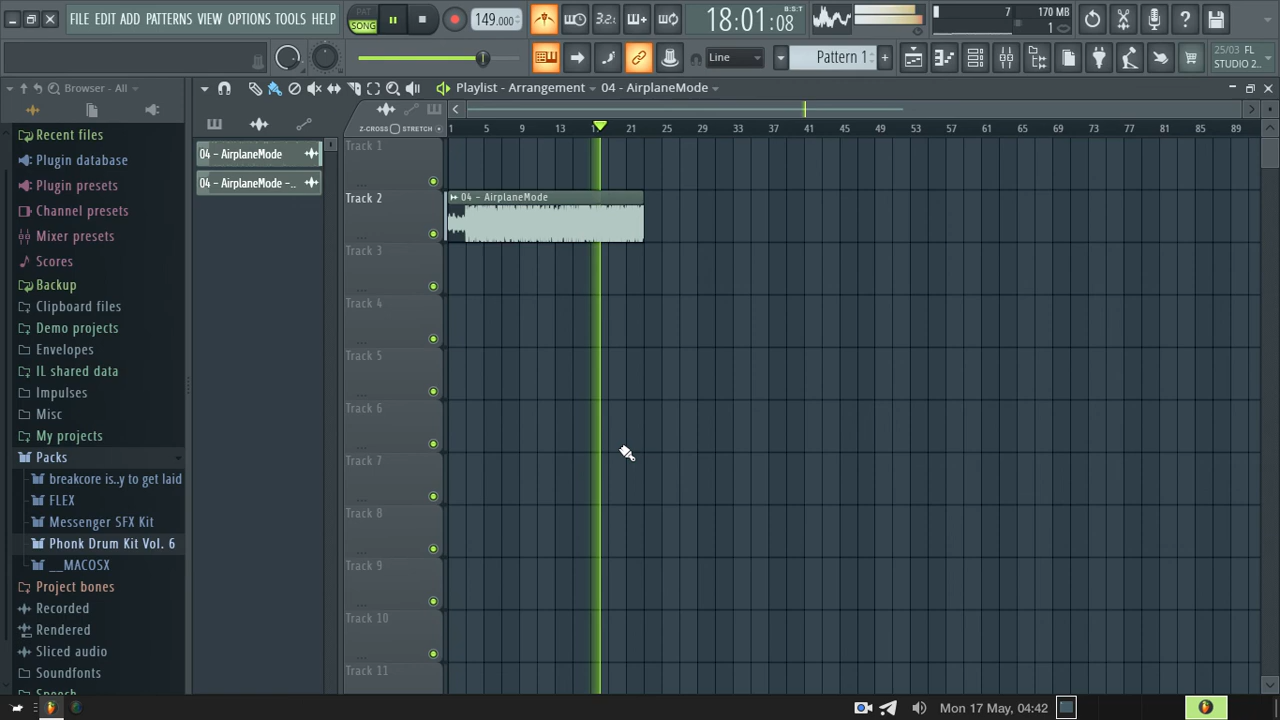 FILE EDIT ADD PATTERNS VIEW OPTIONS TOOLS HELP
PAT
SONG
149.000
3.2.
18:01:08
B:S:T
7
170 MB
1
Line
Pattern 1
25/03 FL
STUDIO 2..
Browser - All
Playlist - Arrangement
04 - AirplaneMode
Z-CROSS
STRETCH
1 5 9 13 21 25 29 33 37 41 45 49 53 57 61 65 69 73 77 81 85 89
Recent files
Plugin database
Plugin presets
Channel presets
Mixer presets
Scores
Backup
Clipboard files
Demo projects
Envelopes
IL shared data
Impulses
Misc
My projects
Packs
breakcore is..y to get laid
FLEX
Messenger SFX Kit
Phonk Drum Kit Vol. 6
__MACOSX
Project bones
Recorded
Rendered
Sliced audio
Soundfonts
Speech
04 - AirplaneMode
04 - AirplaneMode -..
Track 1
Track 2
04 - AirplaneMode
Track 3
Track 4
Track 5
Track 6
Track 7
Track 8
Track 9
Track 10
Track 11
Mon 17 May, 04:42